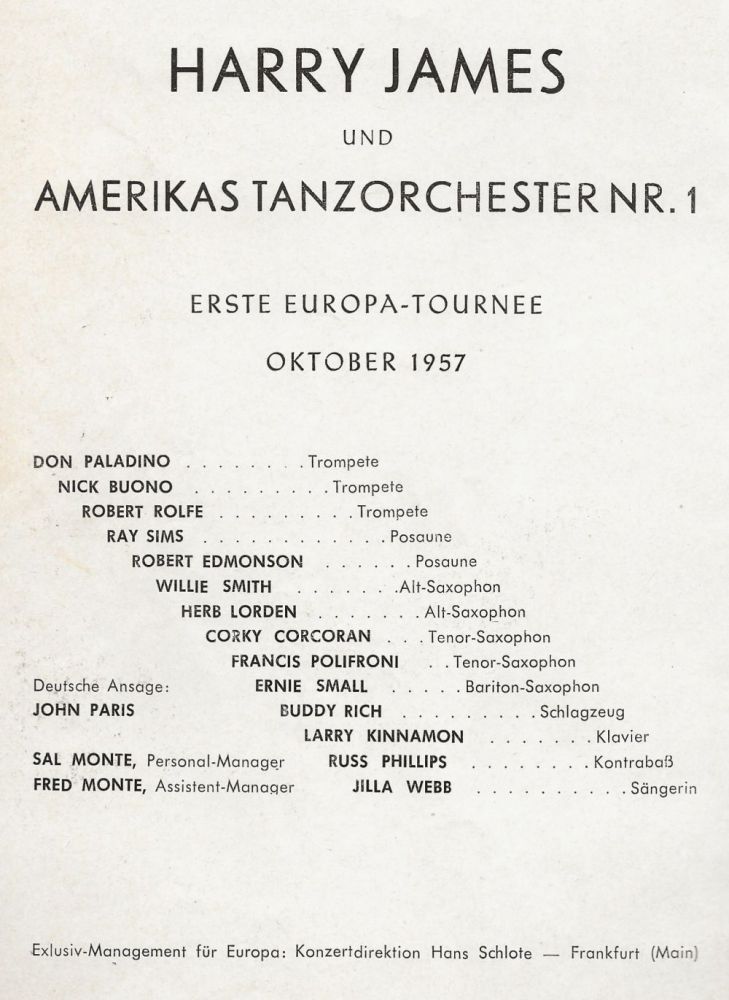 HARRY JAMES
UND
AMERIKAS TANZORCHESTER NR. 1
ERSTE EUROPA-TOURNEE
OKTOBER 1957
DON PALADINO . . . . . . . . Trompete
NICK BUONO . . . . . . . . . Trompete
ROBERT ROLFE . . . . . . . . . Trompete
RAY SIMS . . . . . . . . . . . . Posaune
ROBERT EDMONSON . . . . . . Posaune
WILLIE SMITH . . . . . . . Alt-Saxophon
HERB LORDEN . . . . . . . Alt-Saxophon
CORKY CORCORAN . . . Tenor-Saxophon
FRANCIS POLIFRONI . . Tenor-Saxophon
Deutsche Ansage: ERNIE SMALL . . . . . Bariton-Saxophon
JOHN PARIS BUDDY RICH . . . . . . . . . Schlagzeug
LARRY KINNAMON . . . . . . . Klavier
SAL MONTE, Personal-Manager RUSS PHILLIPS . . . . . . . . Kontrabaß
FRED MONTE, Assistent-Manager JILLA WEBB . . . . . . . . . . Sängerin
Exlusiv-Management für Europa: Konzertdirektion Hans Schlote — Frankfurt (Main)